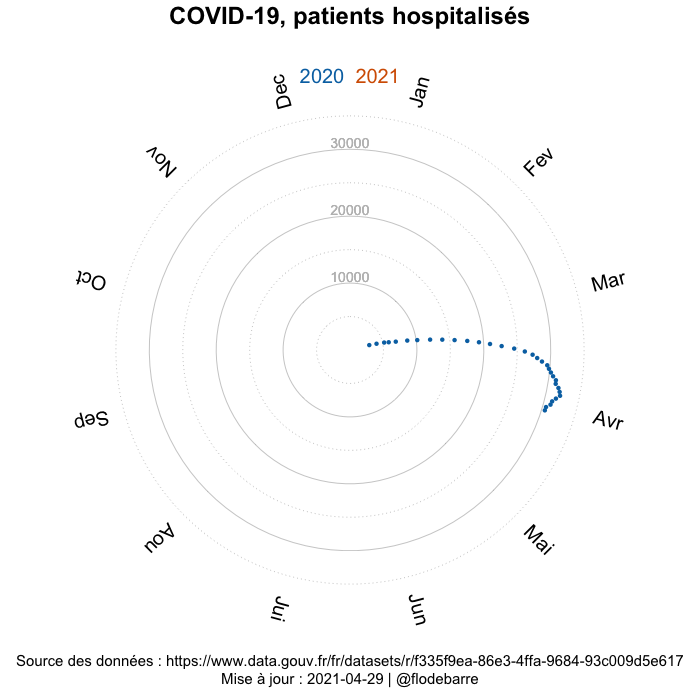 COVID-19, patients hospitalisés
2020 2021
Jan
Fev
Mar
Avr
Mai
Jun
Jui
Aou
Sep
Oct
Nov
Dec
30000
20000
10000
Source des données : https://www.data.gouv.fr/fr/datasets/r/f335f9ea-86e3-4ffa-9684-93c009d5e617
Mise à jour : 2021-04-29 | @flodebarre